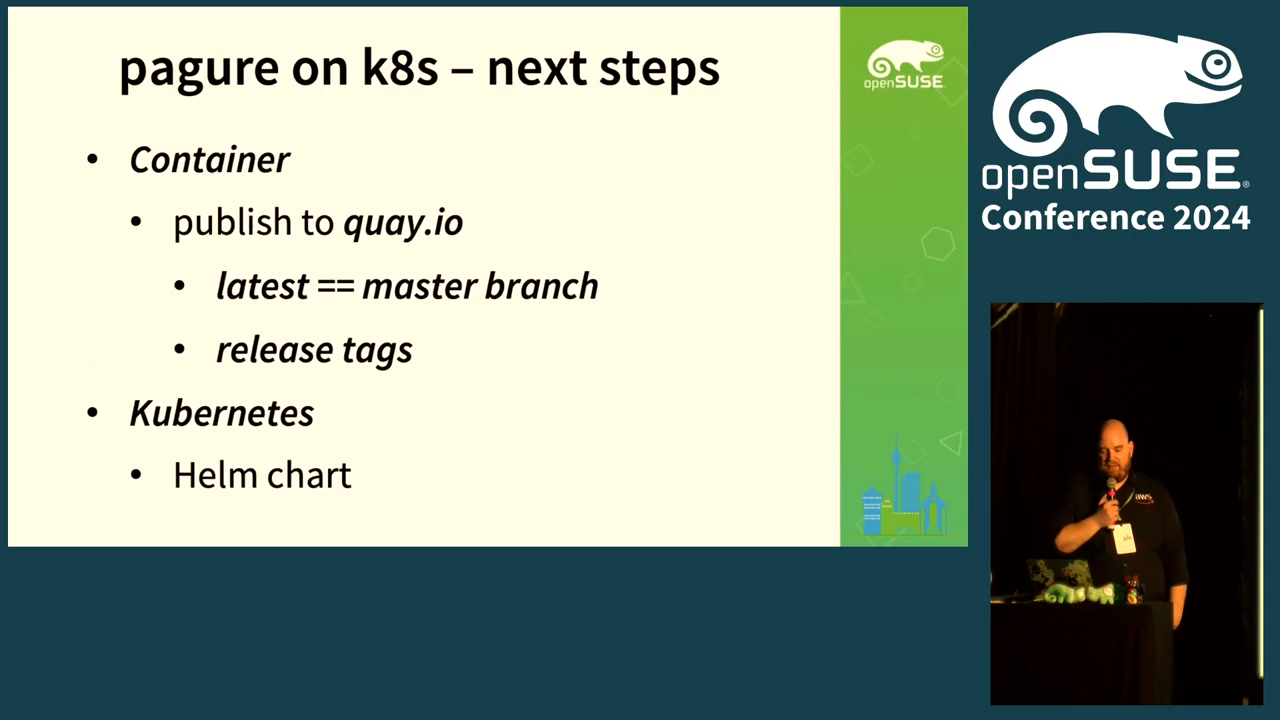 pagure on k8s – next steps
• Container
• publish to quay.io
• latest == master branch
• release tags
• Kubernetes
• Helm chart
openSUSE
openSUSE
Conference 2024
aws